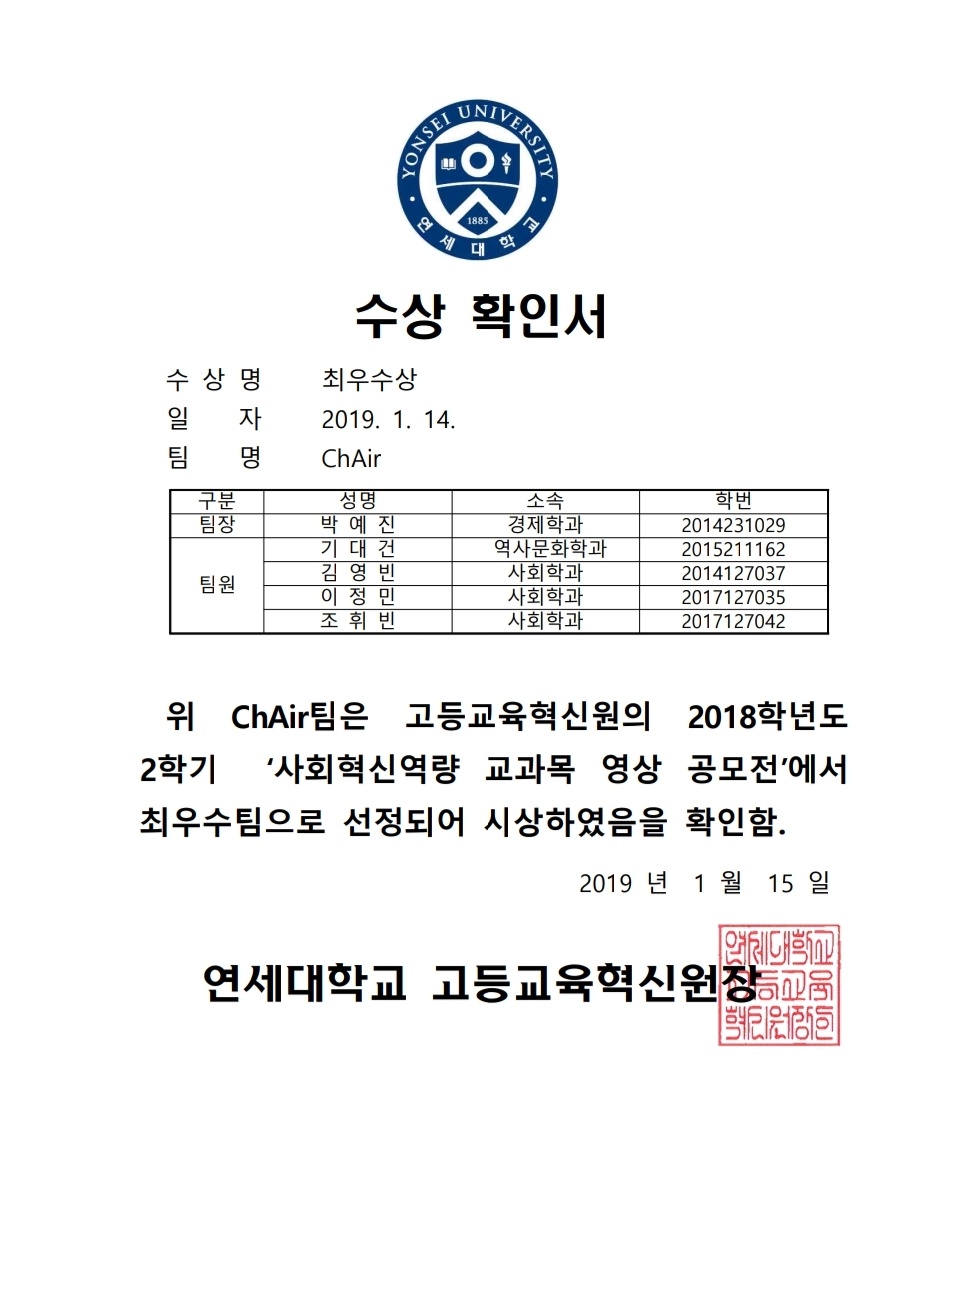 YONSEI UNIVERSITY
1885
연세대학교
수상 확인서
수 상 명 최우수상
일 자 2019. 1. 14.
팀 명 ChAir
구분 성명 소속 학번
팀장 박 예 진 경제학과 2014231029
팀원
기 대 건 역사문화학과 2015211162
김 영 빈 사회학과 2014127037
이 정 민 사회학과 2017127035
조 휘 빈 사회학과 2017127042
위 ChAir팀은 고등교육혁신원의 2018학년도
2학기 ‘사회혁신역량 교과목 영상 공모전’에서
최우수팀으로 선정되어 시상하였음을 확인함.
2019 년 1 월 15 일
연세대학교 고등교육혁신원장
연세대학교
고등교육
혁신원장인